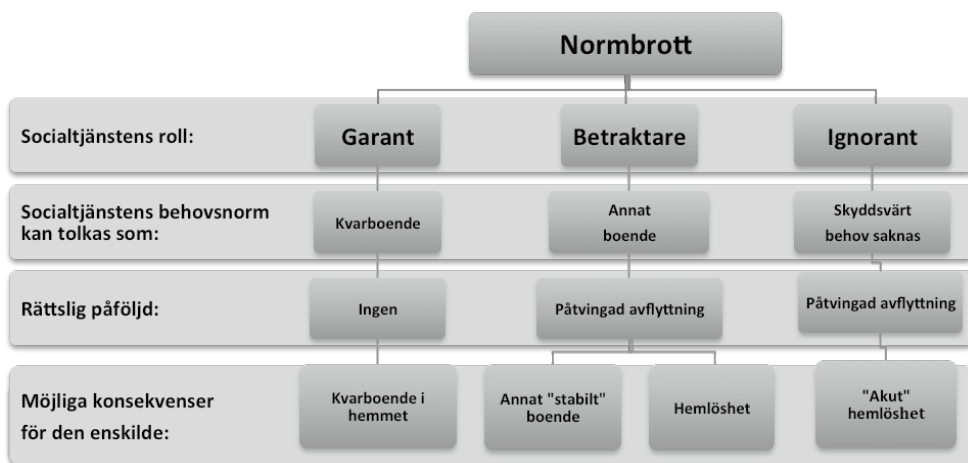 Normbrott
Socialtjänstens roll:
Garant
Betraktare
Ignorant
Socialtjänstens behovsnorm
kan tolkas som:
Kvarboende
Annat
boende
Skyddsvärt
behov saknas
Rättslig påföljd:
Ingen
Påtvingad avflyttning
Påtvingad avflyttning
Möjliga konsekvenser
för den enskilde:
Kvarboende i
hemmet
Annat "stabilt"
boende
Hemlöshet
"Akut"
hemlöshet